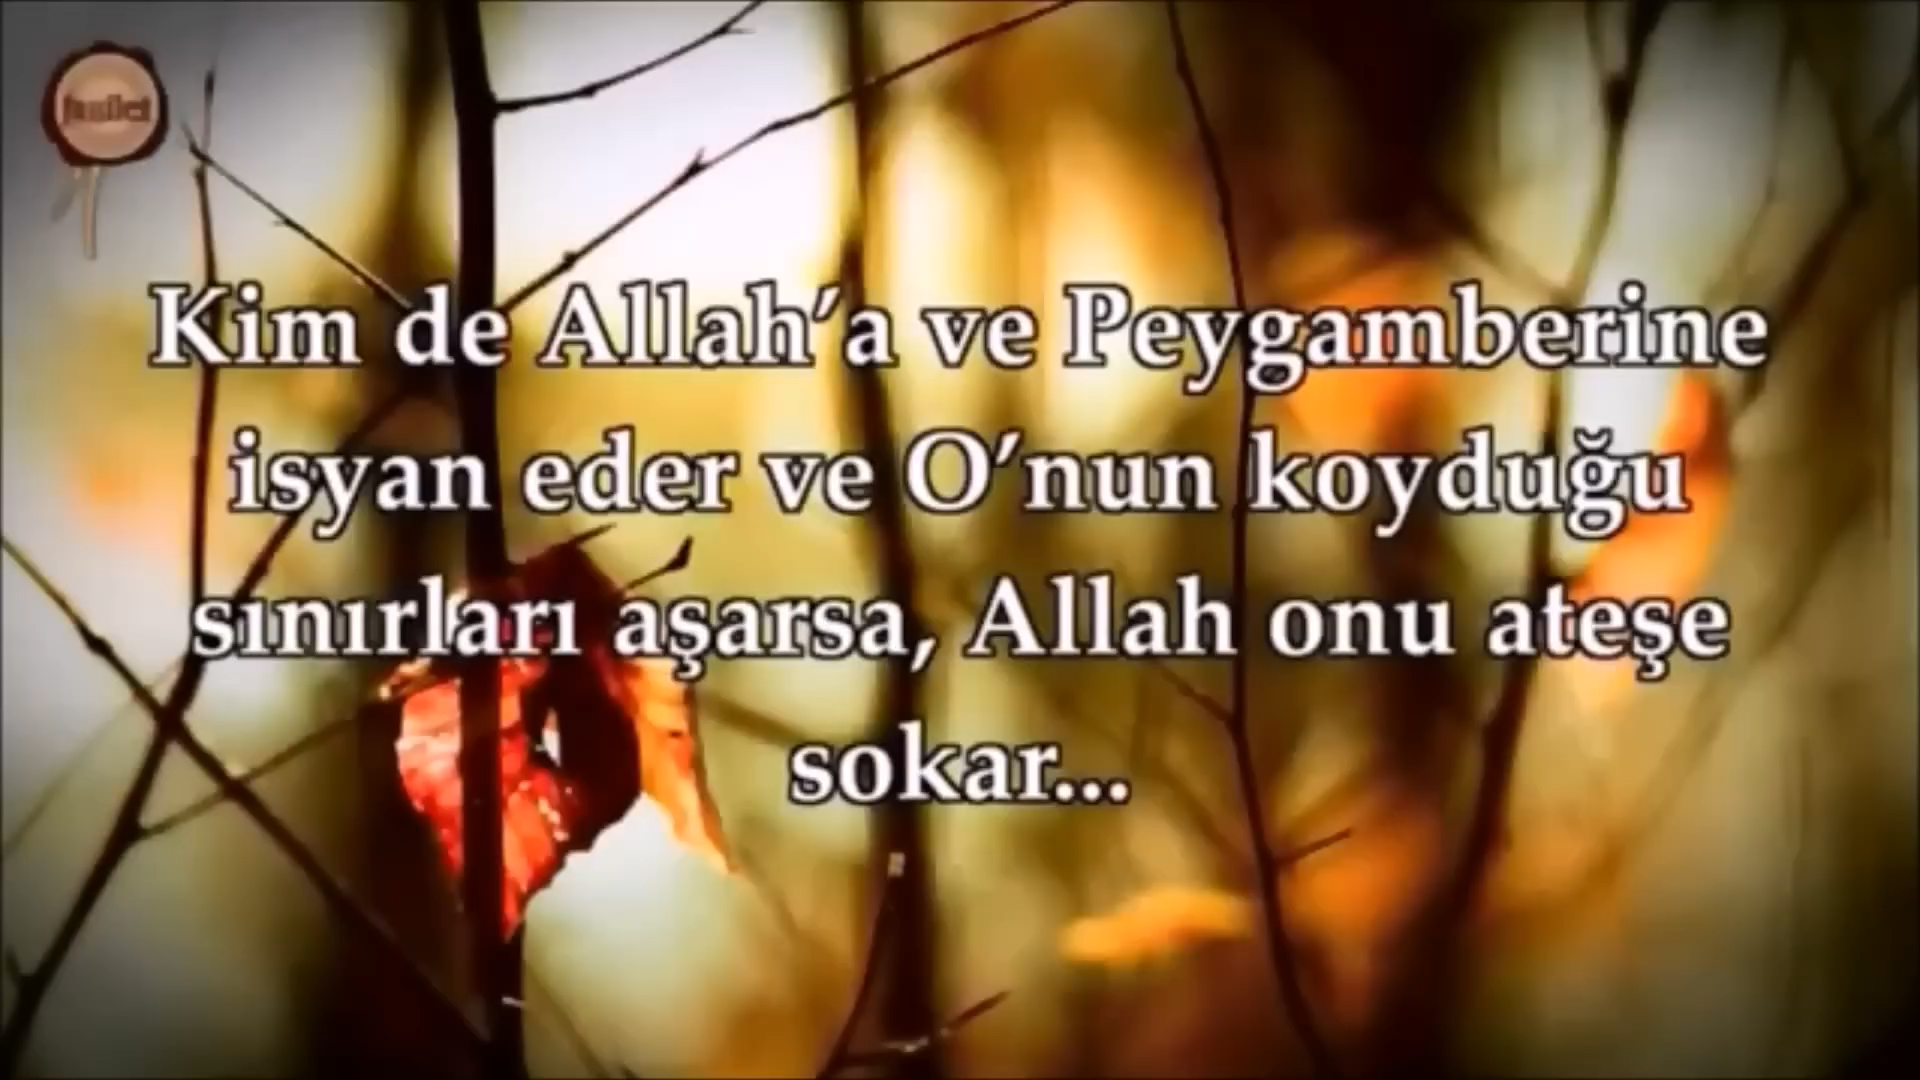 Kim de Allah’a ve Peygamberine
isyan eder ve O’nun koyduğu
sınırları aşarsa, Allah onu ateşe
sokar...